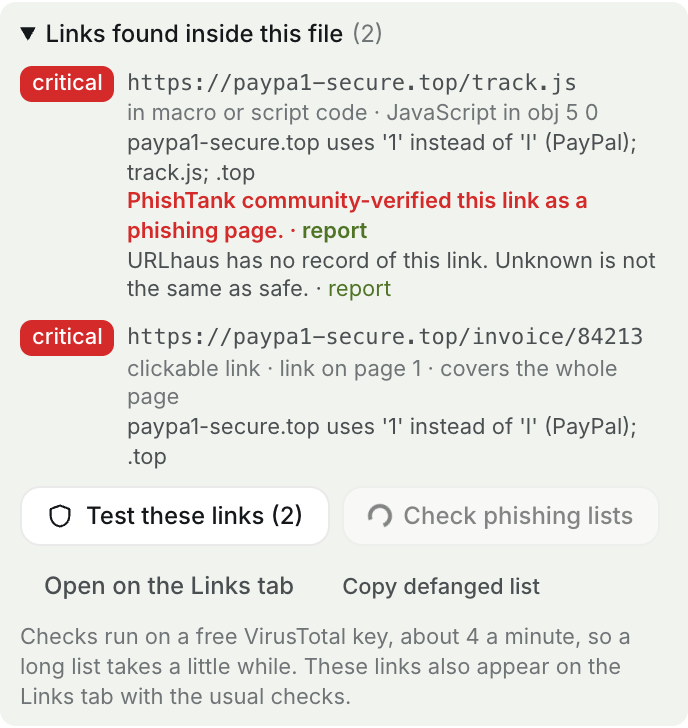 ▼ Links found inside this file (2)
critical https://paypa1-secure.top/track.js
in macro or script code · JavaScript in obj 5 0
paypa1-secure.top uses '1' instead of 'l' (PayPal);
track.js; .top
PhishTank community-verified this link as a
phishing page. · report
URLhaus has no record of this link. Unknown is not
the same as safe. · report
critical https://paypa1-secure.top/invoice/84213
clickable link · link on page 1 · covers the whole
page
paypa1-secure.top uses '1' instead of 'l' (PayPal);
.top
Test these links (2) Check phishing lists
Open on the Links tab Copy defanged list
Checks run on a free VirusTotal key, about 4 a minute, so a
long list takes a little while. These links also appear on the
Links tab with the usual checks.